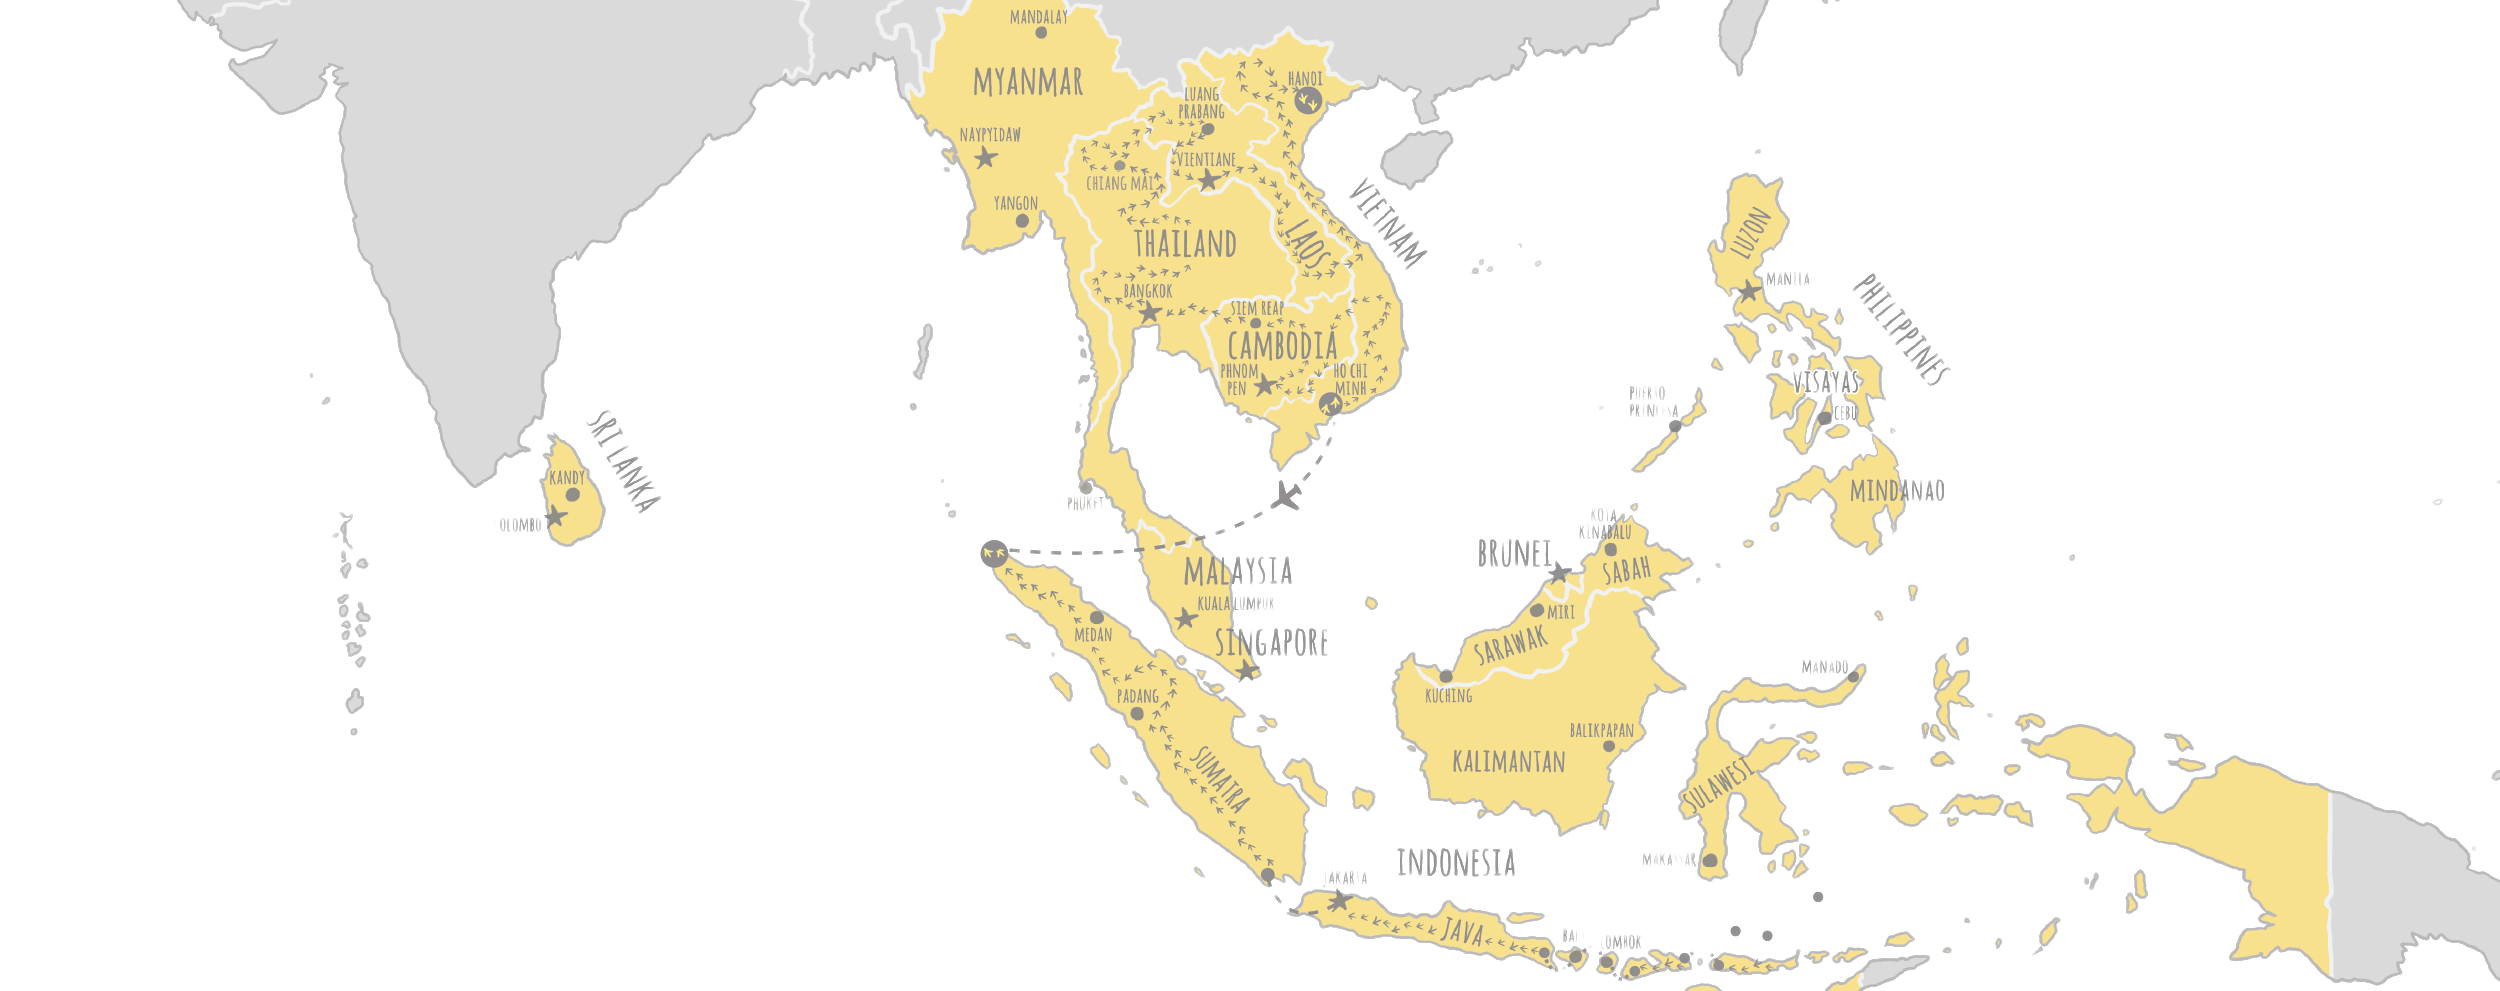 MANDALAY
MYANMAR
HANOI
LUANG
PRABANG
NAYPYIDAW
VIENTIANE
CHIANG MAI
YANGON
VIETNAM
LAOS
LUZON
THAILAND
MANILA
PHILIPPINES
BANGKOK
SIEM REAP
CAMBODIA
PHNOM
PEN
HO CHI
MINH
VISAYAS
PUERTO
PRINCESA
CEBU
SRI LANKA
KANDY
OLOMBO
PHUKET
MINDANAO
KOTA
KINABALU
BRUNEI
SABAH
MALAYSIA
KUALA LUMPUR
MIRI
MEDAN
SINGAPORE
SARAWAK
MANADO
PADANG
KUCHING
BALIKPAPAN
KALIMANTAN
SUMATRA
SULAWESI
INDONESIA
MAKASSAR
JAKARTA
JAVA
BA
LOMBOK